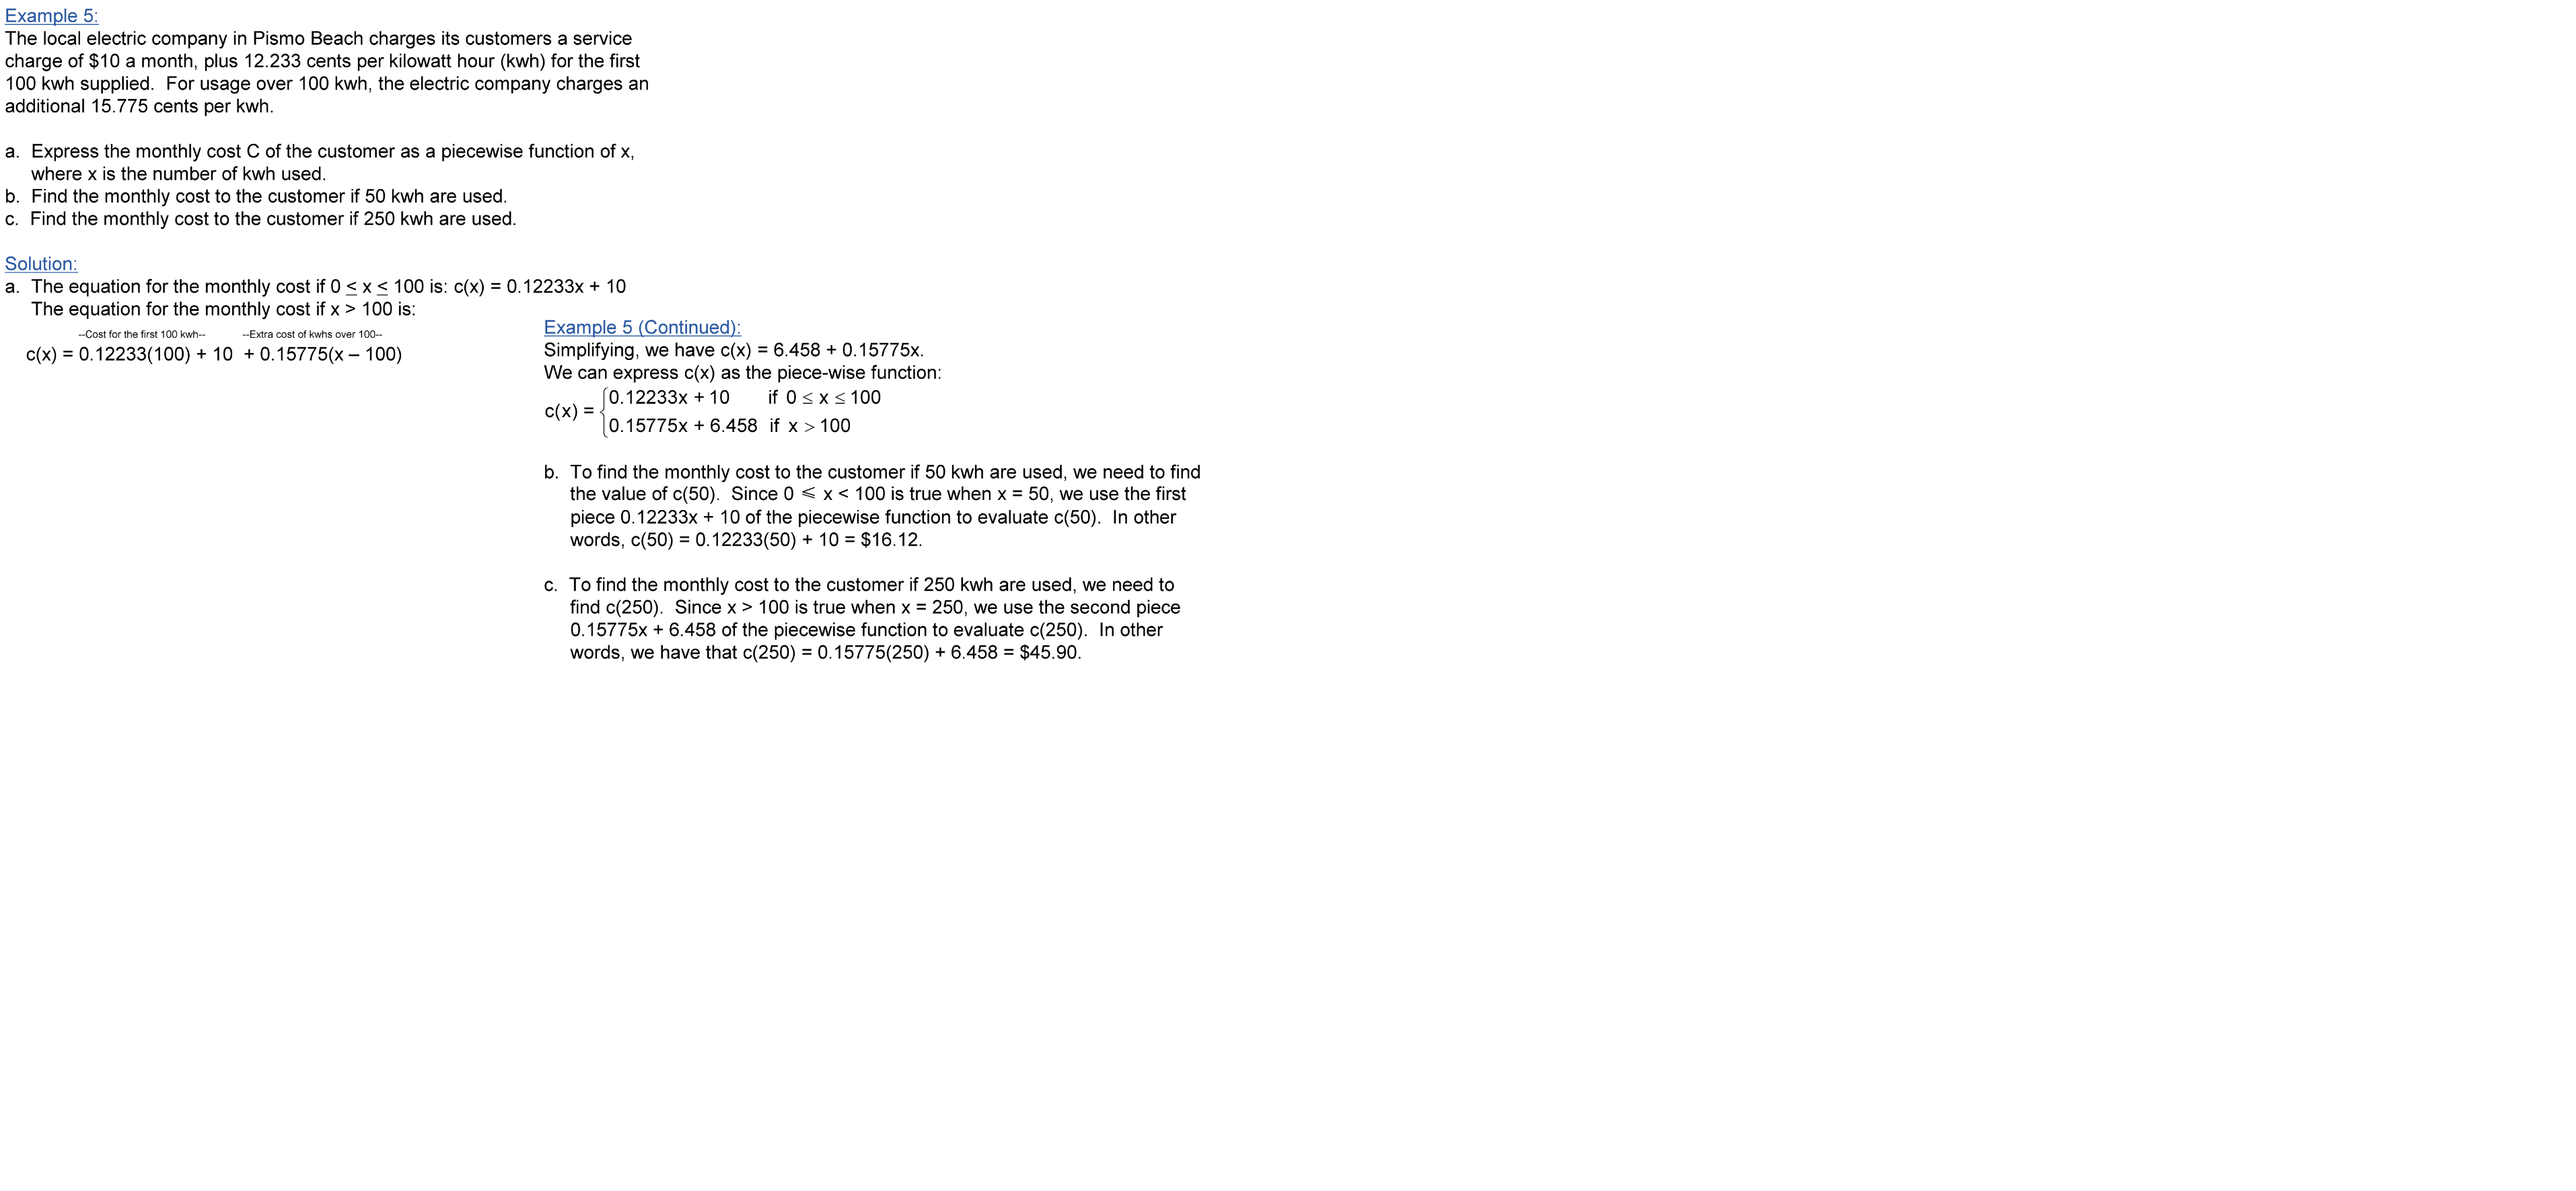 Example 5:
The local electric company in Pismo Beach charges its customers a service
charge of $10 a month, plus 12.233 cents per kilowatt hour (kwh) for the first
100 kwh supplied.  For usage over 100 kwh, the electric company charges an
additional 15.775 cents per kwh.
a.  Express the monthly cost C of the customer as a piecewise function of x,
where x is the number of kwh used.
b.  Find the monthly cost to the customer if 50 kwh are used.
c.  Find the monthly cost to the customer if 250 kwh are used.
Solution:
a.  The equation for the monthly cost if 0 ≤ x ≤ 100 is: c(x) = 0.12233x + 10
The equation for the monthly cost if x > 100 is:
--Cost for the first 100 kwh-- --Extra cost of kwhs over 100--
c(x) = 0.12233(100) + 10  + 0.15775(x – 100)
Example 5 (Continued):
Simplifying, we have c(x) = 6.458 + 0.15775x.
We can express c(x) as the piece-wise function:
c(x) = { 0.12233x + 10 if 0 ≤ x ≤ 100
0.15775x + 6.458 if x > 100
b.  To find the monthly cost to the customer if 50 kwh are used, we need to find
the value of c(50).  Since 0 ⩽ x < 100 is true when x = 50, we use the first
piece 0.12233x + 10 of the piecewise function to evaluate c(50).  In other
words, c(50) = 0.12233(50) + 10 = $16.12.
c.  To find the monthly cost to the customer if 250 kwh are used, we need to
find c(250).  Since x > 100 is true when x = 250, we use the second piece
0.15775x + 6.458 of the piecewise function to evaluate c(250).  In other
words, we have that c(250) = 0.15775(250) + 6.458 = $45.90.